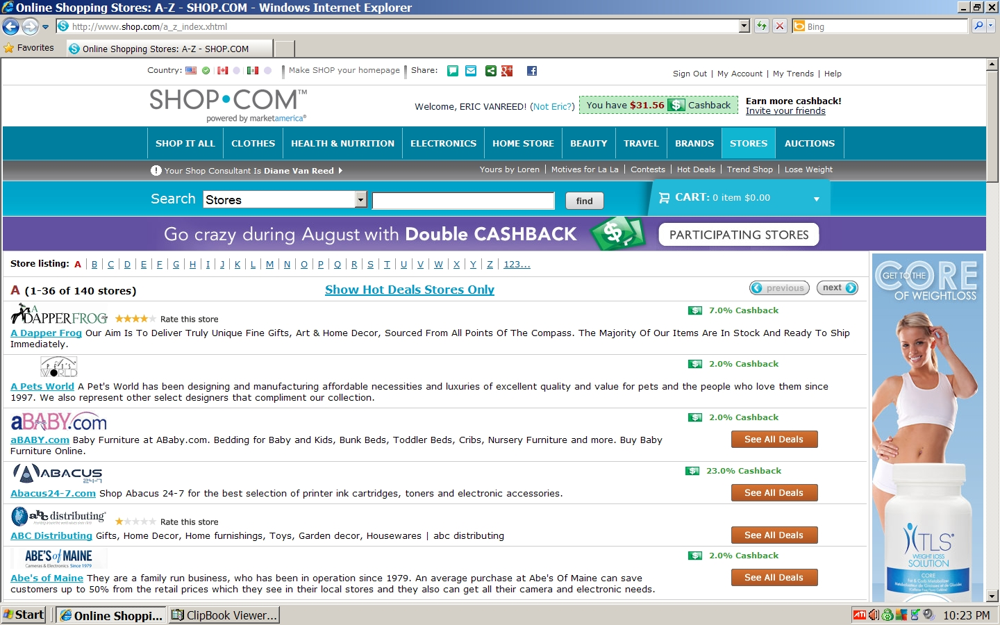 Online Shopping Stores: A-Z - SHOP.COM - Windows Internet Explorer
http://www.shop.com/a_z_index.xhtml
Bing
Favorites
Online Shopping Stores: A-Z - SHOP.COM
Country:
Make SHOP your homepage
Share:
Sign Out | My Account | My Trends | Help
SHOP•COM™
powered by marketamerica®
Welcome, ERIC VANREED! (Not Eric?)
You have $31.56 $ Cashback
Earn more cashback!
Invite your friends
SHOP IT ALL CLOTHES HEALTH & NUTRITION ELECTRONICS HOME STORE BEAUTY TRAVEL BRANDS STORES AUCTIONS
Your Shop Consultant Is Diane Van Reed
Yours by Loren | Motives for La La | Contests | Hot Deals | Trend Shop | Lose Weight
Search Stores find
CART: 0 item $0.00
Go crazy during August with Double CASHBACK $ PARTICIPATING STORES
Store listing: A | B | C | D | E | F | G | H | I | J | K | L | M | N | O | P | Q | R | S | T | U | V | W | X | Y | Z | 123...
A (1-36 of 140 stores)
Show Hot Deals Stores Only
previous next
A DAPPERFROG.COM
Rate this store
$ 7.0% Cashback
A Dapper Frog Our Aim Is To Deliver Truly Unique Fine Gifts, Art & Home Decor, Sourced From All Points Of The Compass. The Majority Of Our Items Are In Stock And Ready To Ship
Immediately.
PET'S WORLD
$ 2.0% Cashback
A Pets World A Pet's World has been designing and manufacturing affordable necessities and luxuries of excellent quality and value for pets and the people who love them since
1997. We also represent other select designers that compliment our collection.
aBABY.com
$ 2.0% Cashback
aBABY.com Baby Furniture at ABaby.com. Bedding for Baby and Kids, Bunk Beds, Toddler Beds, Cribs, Nursery Furniture and more. Buy Baby
Furniture Online.
See All Deals
ABACUS
24-7
$ 23.0% Cashback
Abacus24-7.com Shop Abacus 24-7 for the best selection of printer ink cartridges, toners and electronic accessories.
See All Deals
abc distributing
Rate this store
ABC Distributing Gifts, Home Decor, Home furnishings, Toys, Garden decor, Housewares | abc distributing
See All Deals
ABE'S of MAINE
Cameras & Electronics Since 1979
$ 2.0% Cashback
Abe's of Maine They are a family run business, who has been in operation since 1979. An average purchase at Abe's Of Maine can save
customers up to 50% from the retail prices which they see in their local stores and they also can get all their camera and electronic needs.
See All Deals
GET TO THE
CORE
OF WEIGHTLOSS
TLS®
WEIGHT LOSS
SOLUTION
CORE
Fat & Carb Metabolizer
Start
Online Shoppi...
ClipBook Viewer...
ATI
10:23 PM